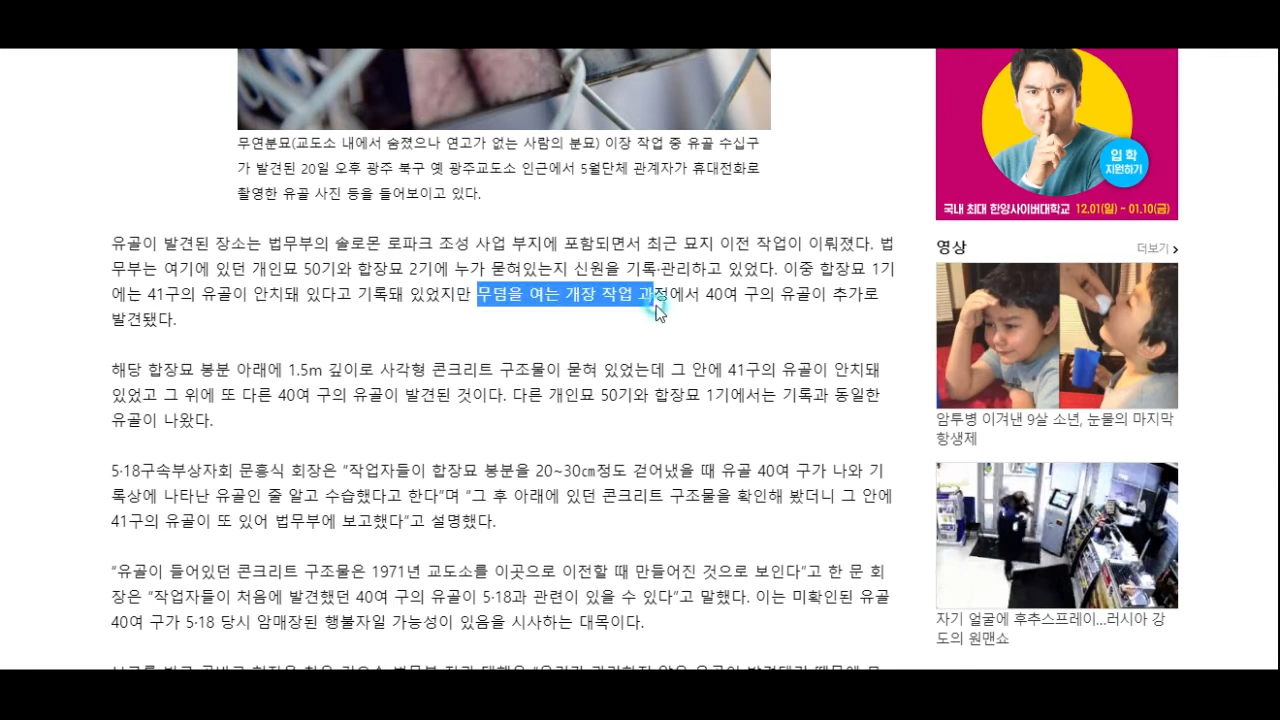 무연분묘(교도소 내에서 숨졌으나 연고가 없는 사람의 분묘) 이장 작업 중 유골 수십구
가 발견된 20일 오후 광주 북구 옛 광주교도소 인근에서 5월단체 관계자가 휴대전화로
촬영한 유골 사진 등을 들어보이고 있다.
유골이 발견된 장소는 법무부의 솔로몬 로파크 조성 사업 부지에 포함되면서 최근 묘지 이전 작업이 이뤄졌다. 법
무부는 여기에 있던 개인묘 50기와 합장묘 2기에 누가 묻혀있는지 신원을 기록·관리하고 있었다. 이중 합장묘 1기
에는 41구의 유골이 안치돼 있다고 기록돼 있었지만 무덤을 여는 개장 작업 과정에서 40여 구의 유골이 추가로
발견됐다.
해당 합장묘 봉분 아래에 1.5m 깊이로 사각형 콘크리트 구조물이 묻혀 있었는데 그 안에 41구의 유골이 안치돼
있었고 그 위에 또 다른 40여 구의 유골이 발견된 것이다. 다른 개인묘 50기와 합장묘 1기에서는 기록과 동일한
유골이 나왔다.
5·18구속부상자회 문흥식 회장은 “작업자들이 합장묘 봉분을 20~30㎝정도 걷어냈을 때 유골 40여 구가 나와 기
록상에 나타난 유골인 줄 알고 수습했다고 한다”며 “그 후 아래에 있던 콘크리트 구조물을 확인해 봤더니 그 안에
41구의 유골이 또 있어 법무부에 보고했다”고 설명했다.
“유골이 들어있던 콘크리트 구조물은 1971년 교도소를 이곳으로 이전할 때 만들어진 것으로 보인다”고 한 문 회
장은 “작업자들이 처음에 발견했던 40여 구의 유골이 5·18과 관련이 있을 수 있다”고 말했다. 이는 미확인된 유골
40여 구가 5·18 당시 암매장된 행불자일 가능성이 있음을 시사하는 대목이다.
입학
지원하기
국내 최대 한양사이버대학교 12.01(일) ~ 01.10(금)
영상
더보기 >
암투병 이겨낸 9살 소년, 눈물의 마지막
항생제
자기 얼굴에 후추스프레이...러시아 강
도의 원맨쇼